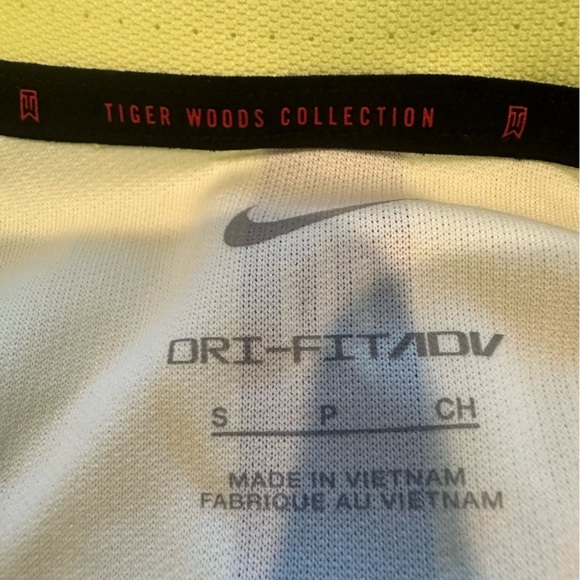 TIGER WOODS COLLECTION
DRI-FIT ADV
S P CH
MADE IN VIETNAM
FABRIQUE AU VIETNAM